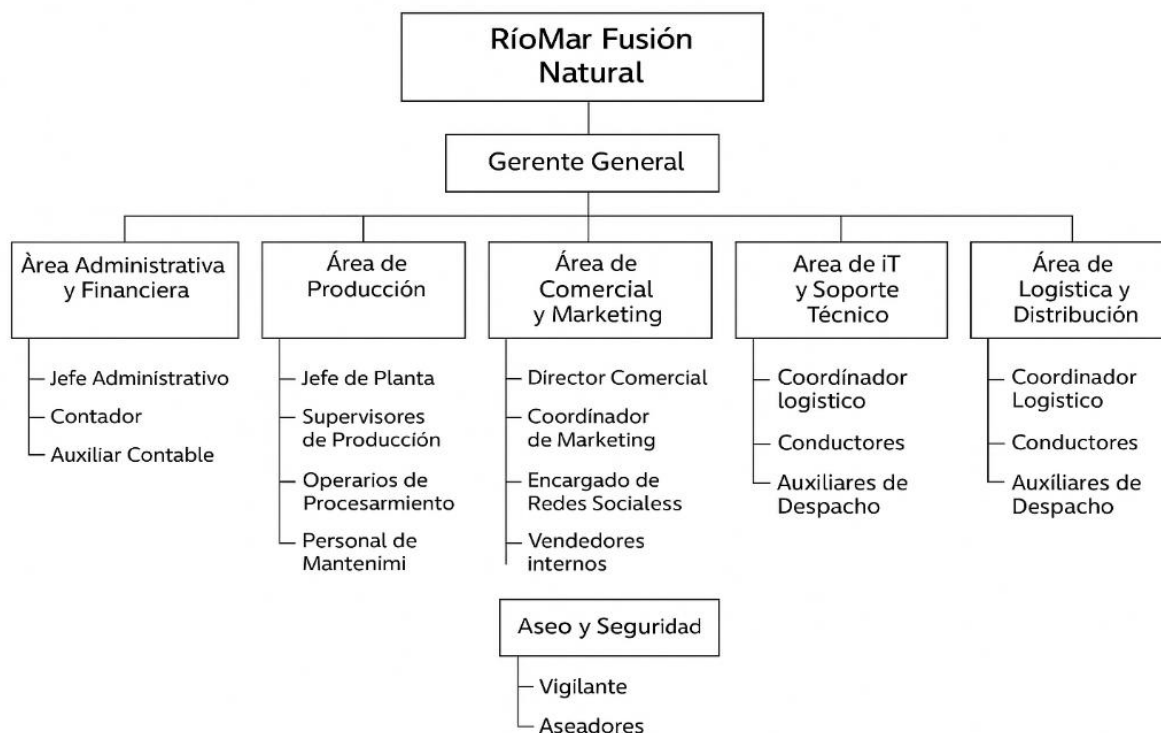 RíoMar Fusión
Natural
Gerente General
Àrea Administrativa
y Financiera
Jefe Admínistrativo
Contador
Auxiliar Contable
Área de
Producción
Jefe de Planta
Supervisores
de Producción
Operarios de
Procesarmiento
Personal de
Mantenimi
Área de
Comercial
y Marketing
Director Comercial
Coordínador
de Marketing
Encargado de
Redes Socialess
Vendedores
internos
Area de iT
y Soporte
Técnico
Coordínador
logistico
Conductores
Auxiliares de
Despacho
Área de
Logistica y
Distribución
Coordinador
Logistico
Conductores
Auxíliares de
Despacho
Aseo y Seguridad
Vigilante
Aseadores